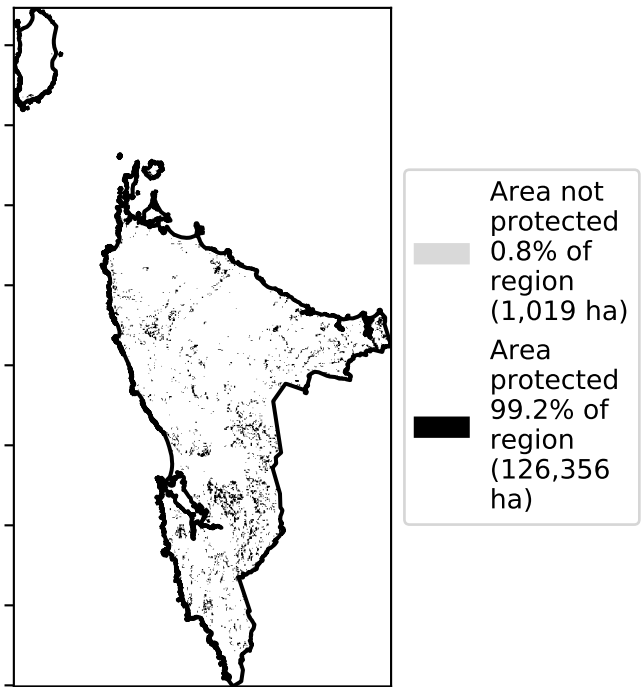 Area not
protected
0.8% of
region
(1,019 ha)
Area
protected
99.2% of
region
(126,356
ha)